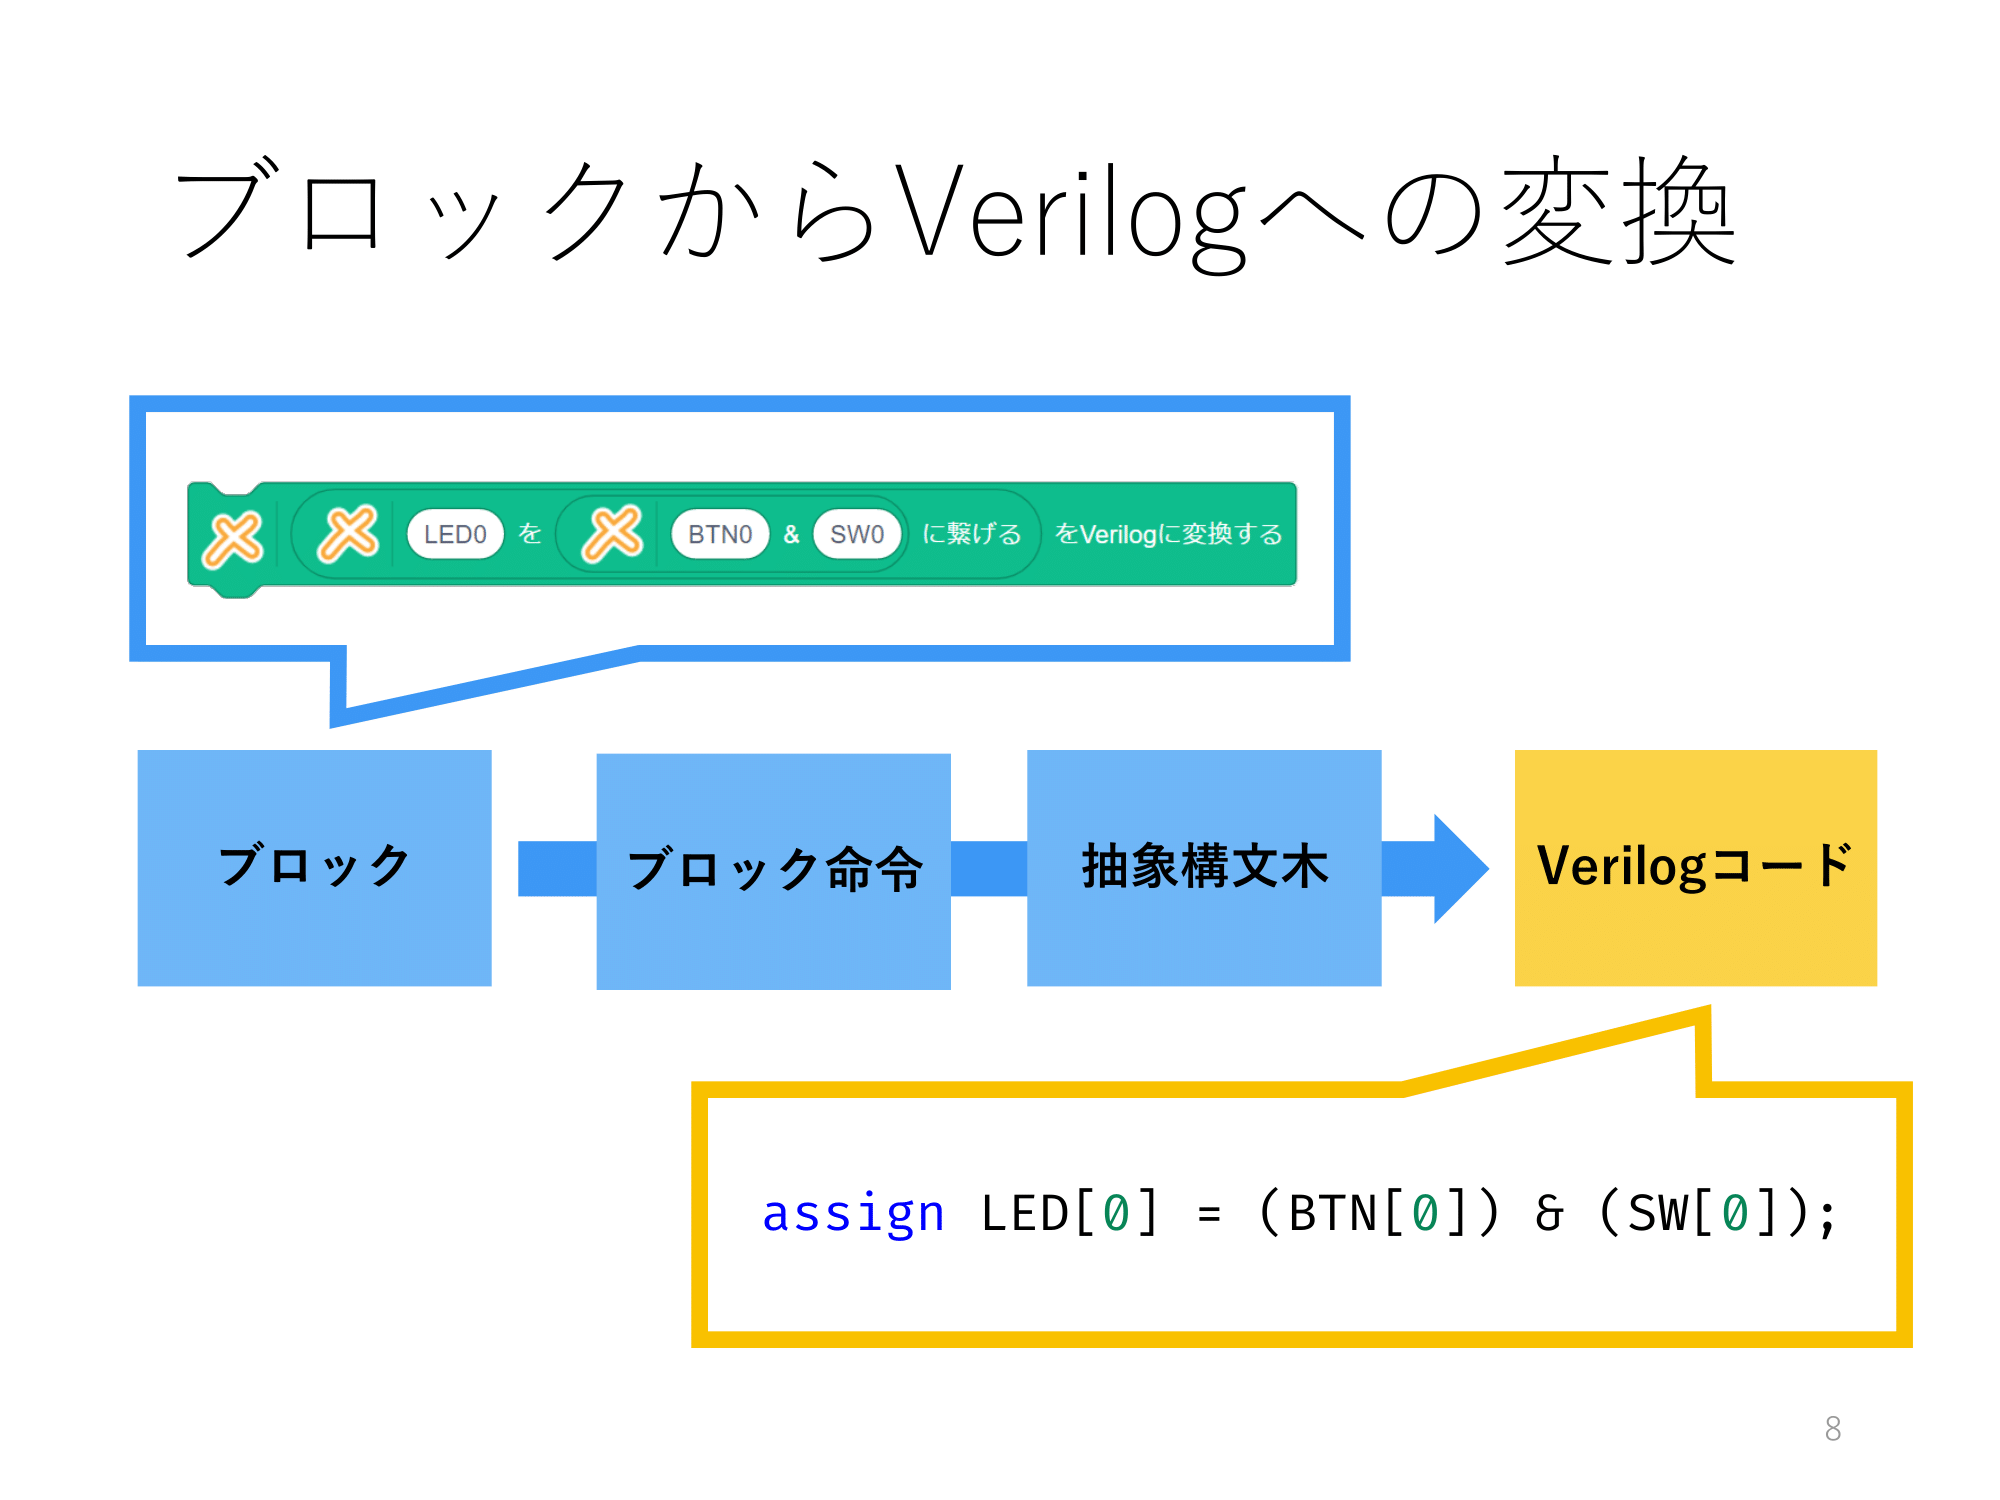 ブロックからVerilogへの変換
LED0 を BTN0 & SW0 に繋げる をVerilogに変換する
ブロック
ブロック命令
抽象構文木
Verilogコード
assign LED[0] = (BTN[0]) & (SW[0]);
8